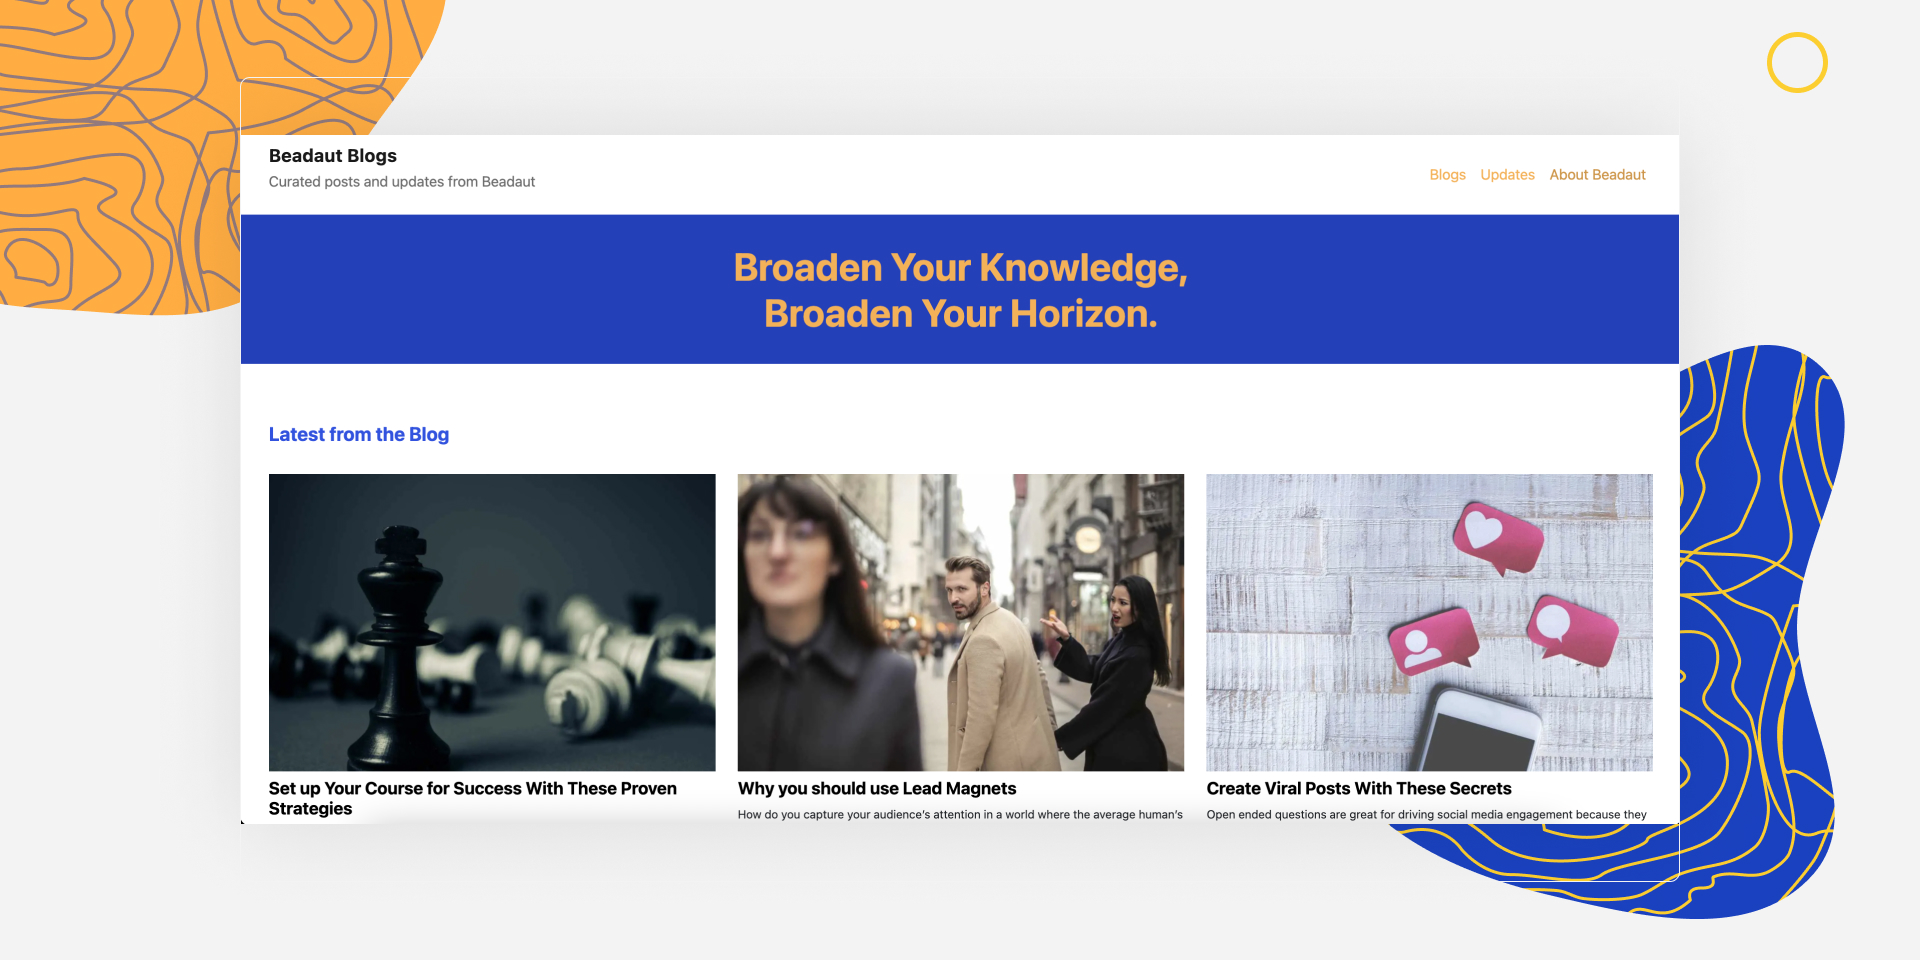 Beadaut Blogs
Curated posts and updates from Beadaut
Blogs Updates About Beadaut
Broaden Your Knowledge,
Broaden Your Horizon.
Latest from the Blog
Set up Your Course for Success With These Proven
Strategies
Why you should use Lead Magnets
How do you capture your audience's attention in a world where the average human's
Create Viral Posts With These Secrets
Open ended questions are great for driving social media engagement because they